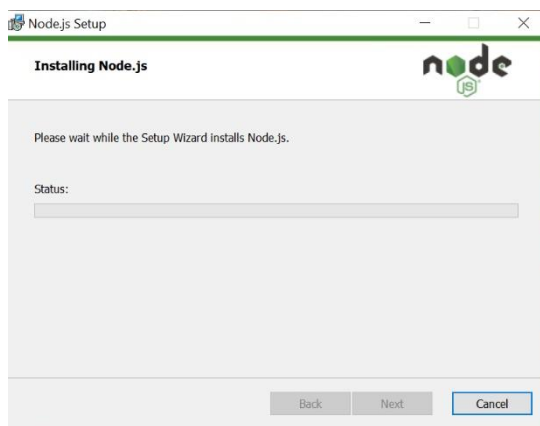 Node.js Setup
Installing Node.js
node
JS
Please wait while the Setup Wizard installs Node.js.
Status:
Back
Next
Cancel